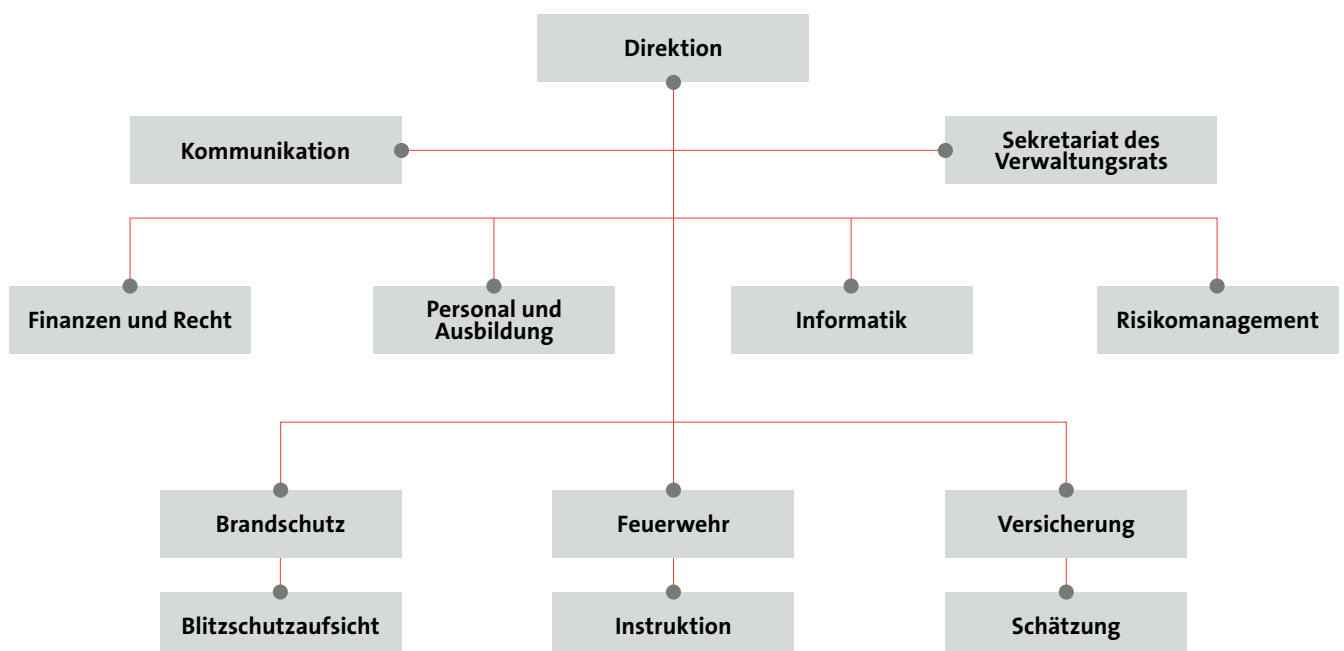 Direktion
Kommunikation
Sekretariat des
Verwaltungsrats
Finanzen und Recht
Personal und
Ausbildung
Informatik
Risikomanagement
Brandschutz
Feuerwehr
Versicherung
Blitzschutzaufsicht
Instruktion
Schätzung